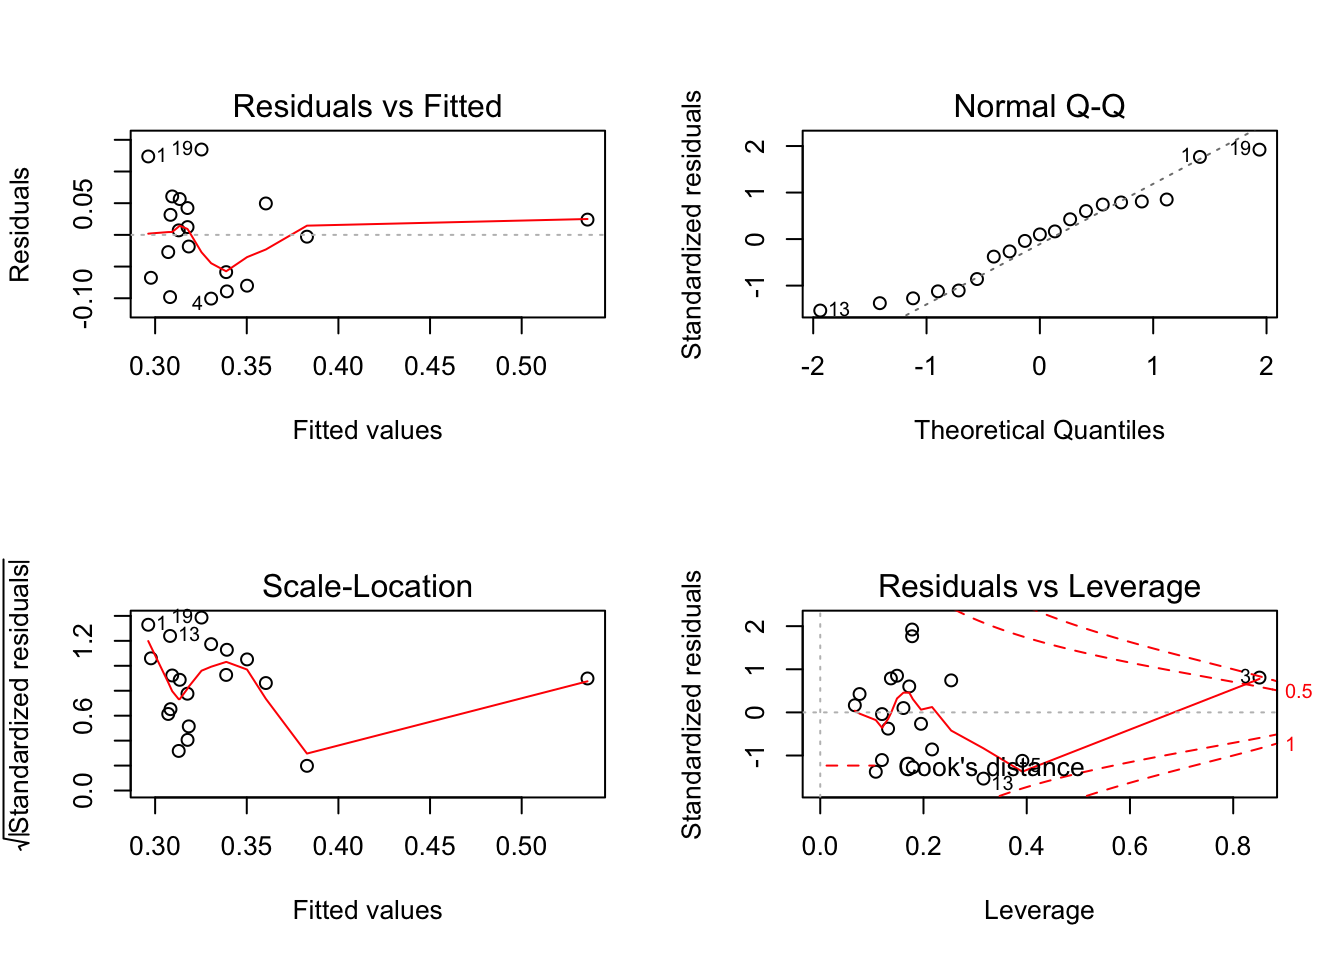 Residuals vs Fitted
Residuals
-0.10 0.05
1 19
4
0.30 0.35 0.40 0.45 0.50
Fitted values
Normal Q-Q
Standardized residuals
-1 0 1 2
1 19
13
-2 -1 0 1 2
Theoretical Quantiles
Scale-Location
√|Standardized residuals|
0.0 0.6 1.2
1 19
13
0.30 0.35 0.40 0.45 0.50
Fitted values
Residuals vs Leverage
Standardized residuals
-1 0 1 2
3
0.5
1
Cook's distance
13
0.0 0.2 0.4 0.6 0.8
Leverage